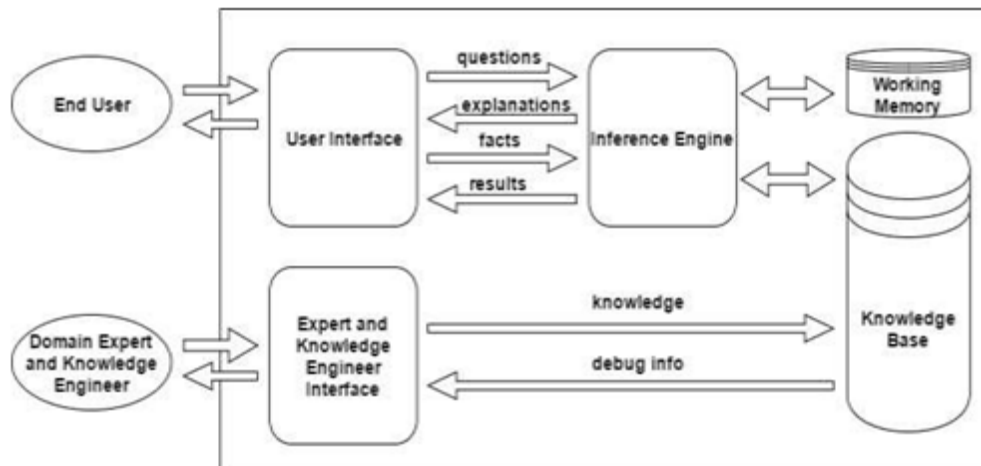 questions
End User
explanations
Working
Memory
User Interface
Inference Engine
facts
results
knowledge
Domain Expert
and Knowledge
Engineer
Expert and
Knowledge
Engineer
Interface
Knowledge
Base
debug info